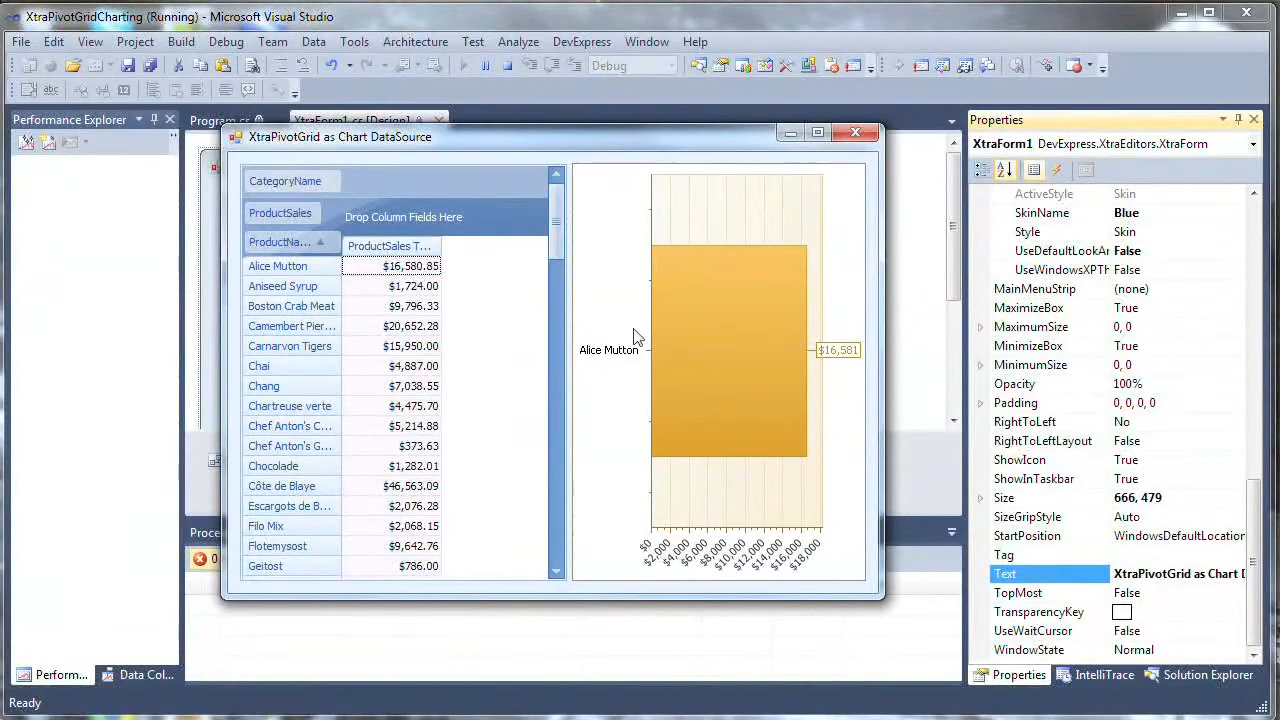 XtraPivotGridCharting (Running) - Microsoft Visual Studio
File Edit View Project Build Debug Team Data Tools Architecture Test Analyze DevExpress Window Help
Debug
Performance Explorer
Program.cs
XtraForm1.cs [Design]
XtraPivotGrid as Chart DataSource
CategoryName
ProductSales
Drop Column Fields Here
ProductNa...
ProductSales T...
Alice Mutton $16,580.85
Aniseed Syrup $1,724.00
Boston Crab Meat $9,796.33
Camembert Pier... $20,652.28
Carnarvon Tigers $15,950.00
Chai $4,887.00
Chang $7,038.55
Chartreuse verte $4,475.70
Chef Anton's C... $5,214.88
Chef Anton's G... $373.63
Chocolade $1,282.01
Côte de Blaye $46,563.09
Escargots de B... $2,076.28
Filo Mix $2,068.15
Flotemysost $9,642.76
Geitost $786.00
Alice Mutton
$16,581
$0 $2,000 $4,000 $6,000 $8,000 $10,000 $12,000 $14,000 $16,000 $18,000
Proce
0
Properties
XtraForm1 DevExpress.XtraEditors.XtraForm
ActiveStyle Skin
SkinName Blue
Style
UseDefaultLookAr False
UseWindowsXPTh False
MainMenuStrip (none)
MaximizeBox True
MaximumSize 0, 0
MinimizeBox True
MinimumSize 0, 0
Opacity 100%
Padding 0, 0, 0, 0
RightToLeft No
RightToLeftLayout False
ShowIcon True
ShowInTaskbar True
Size 666, 479
SizeGripStyle Auto
StartPosition WindowsDefaultLocation
Tag
Text XtraPivotGrid as Chart D
TopMost False
TransparencyKey
UseWaitCursor False
WindowState Normal
Perform... Data Col...
Properties IntelliTrace Solution Explorer
Ready